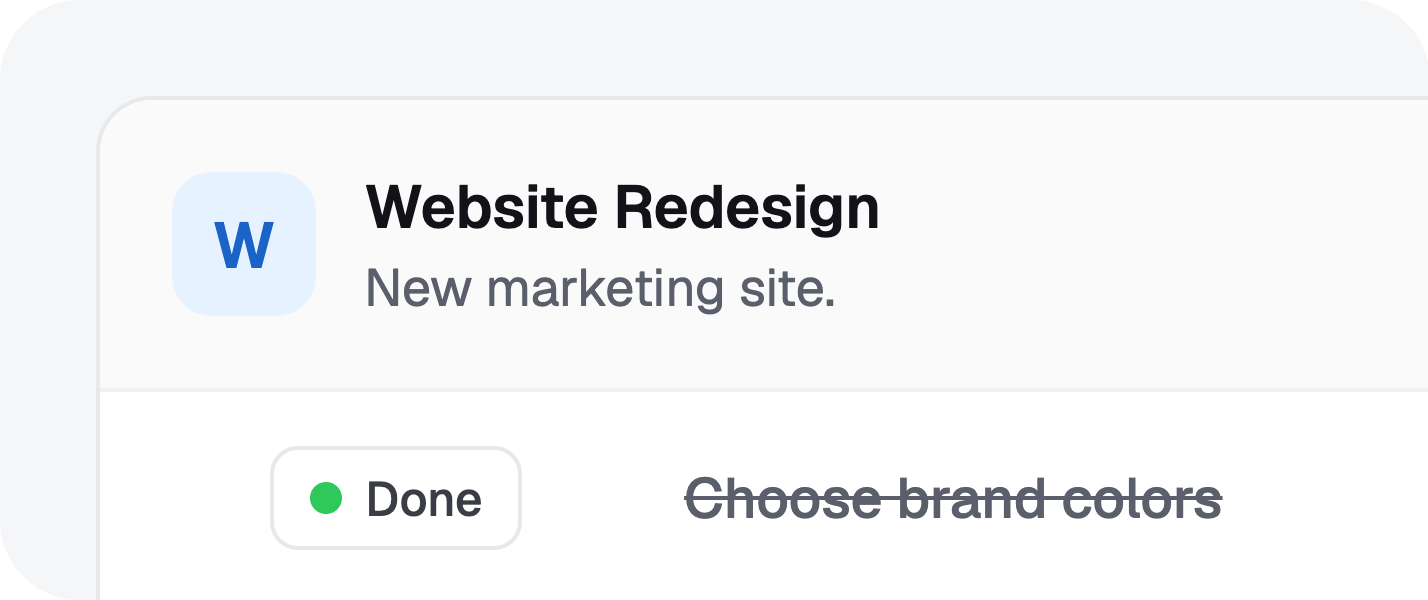 W
Website Redesign
New marketing site.
Done
Choose brand colors